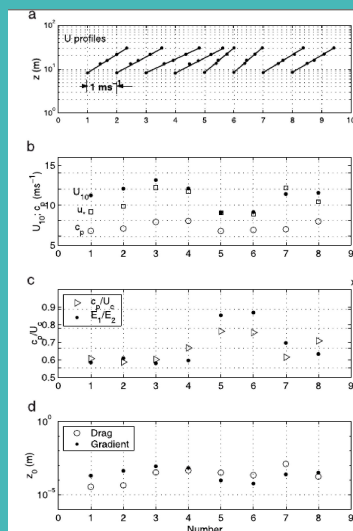 a
U profiles
z (m)
10²
10¹
10⁰
1 ms⁻¹
0 1 2 3 4 5 6 7 8 9 10
b
U₁₀; cₚ (ms⁻¹)
15
10
5
U₁₀
u*
cₚ
0 1 2 3 4 5 6 7 8 9
c
x
cₚ/U꜀
0.9
0.8
0.7
0.6
0.5
cₚ/U꜀
E₁/E₂
0 1 2 3 4 5 6 7 8 9
d
z₀ (m)
10⁰
10⁻⁵
Drag
Gradient
0 1 2 3 4 5 6 7 8 9
Number